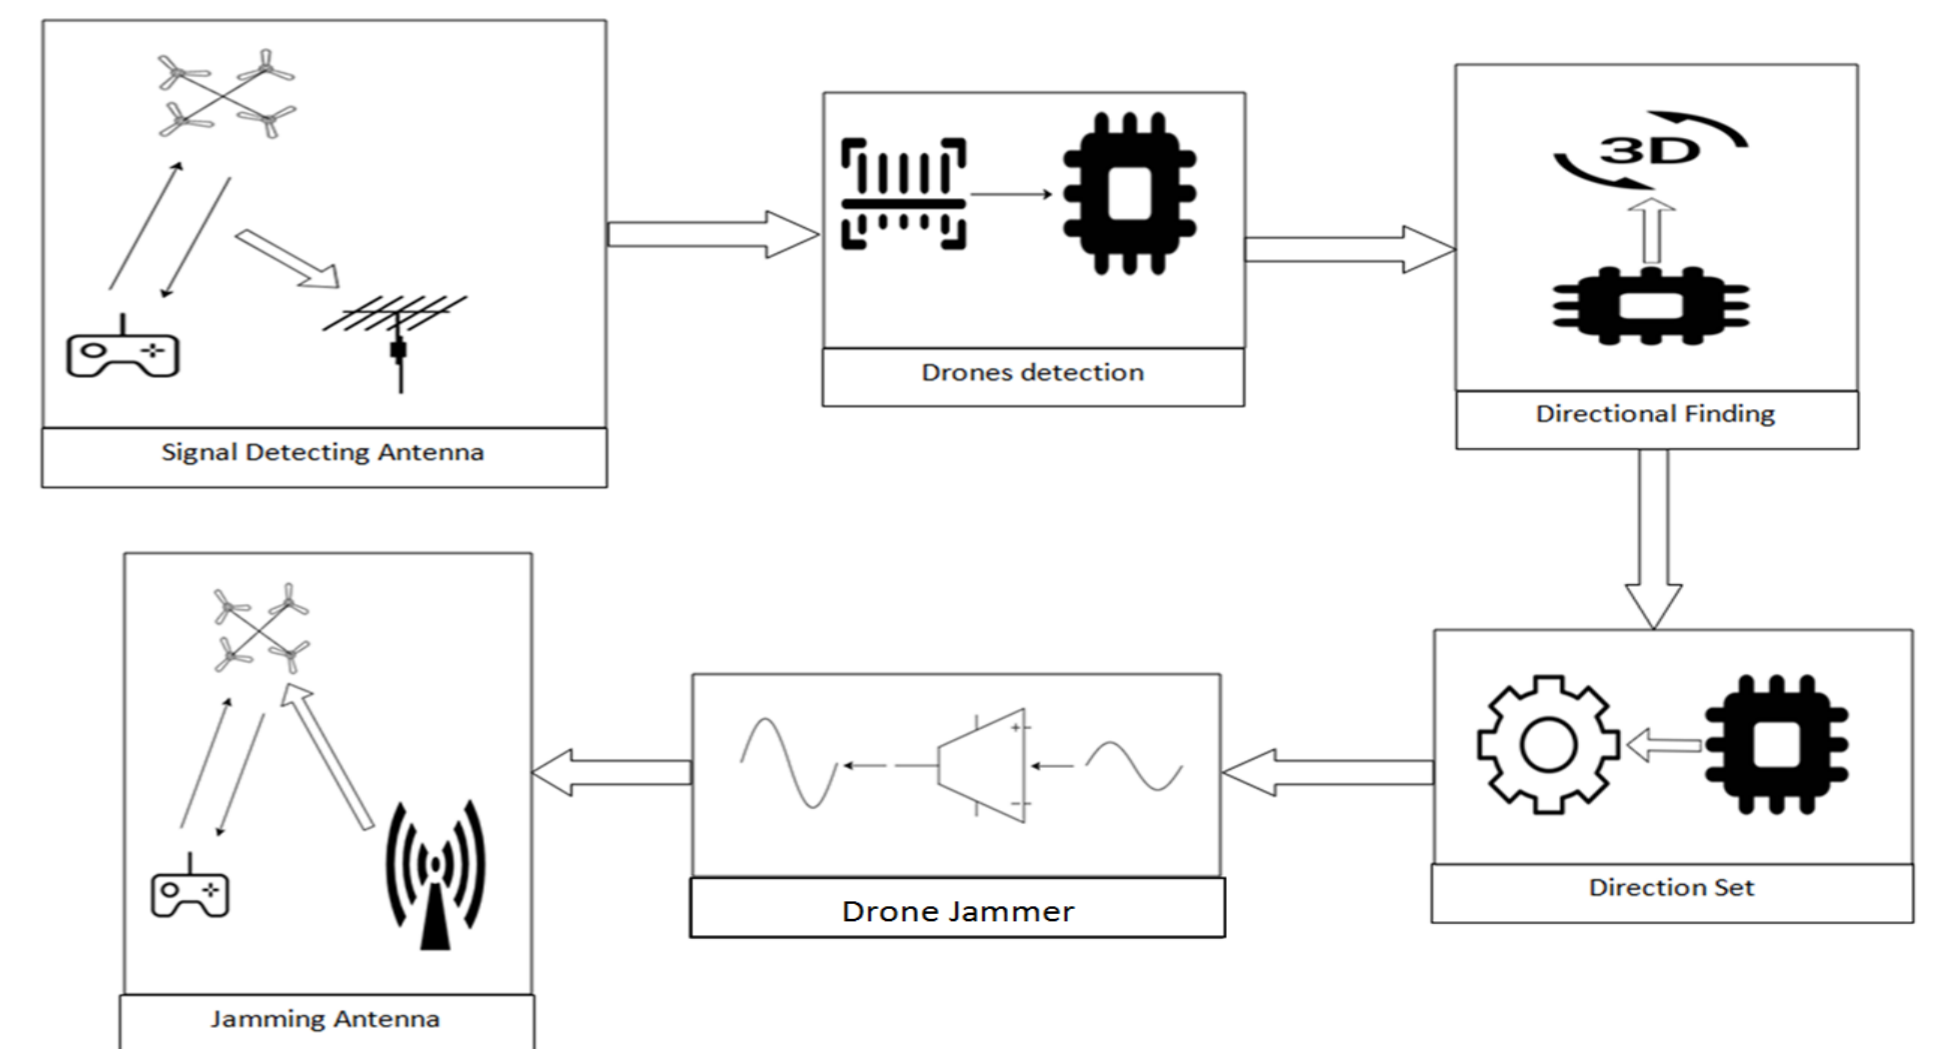 3D
Signal Detecting Antenna
Drones detection
Directional Finding
Drone Jammer
Direction Set
Jamming Antenna